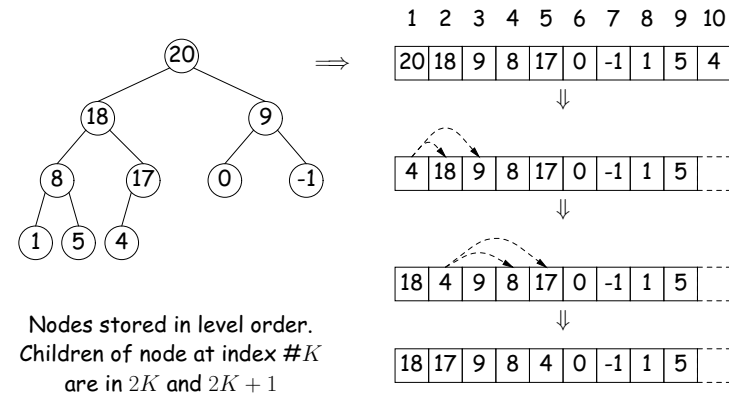 1 2 3 4 5 6 7 8 9 10
20 ⟹ 20 18 9 8 17 0 -1 1 5 4
⇓
18 9
4 18 9 8 17 0 -1 1 5
8 17 0 -1
⇓
1 5 4
18 4 9 8 17 0 -1 1 5
⇓
18 17 9 8 4 0 -1 1 5
Nodes stored in level order.
Children of node at index #K
are in 2K and 2K + 1